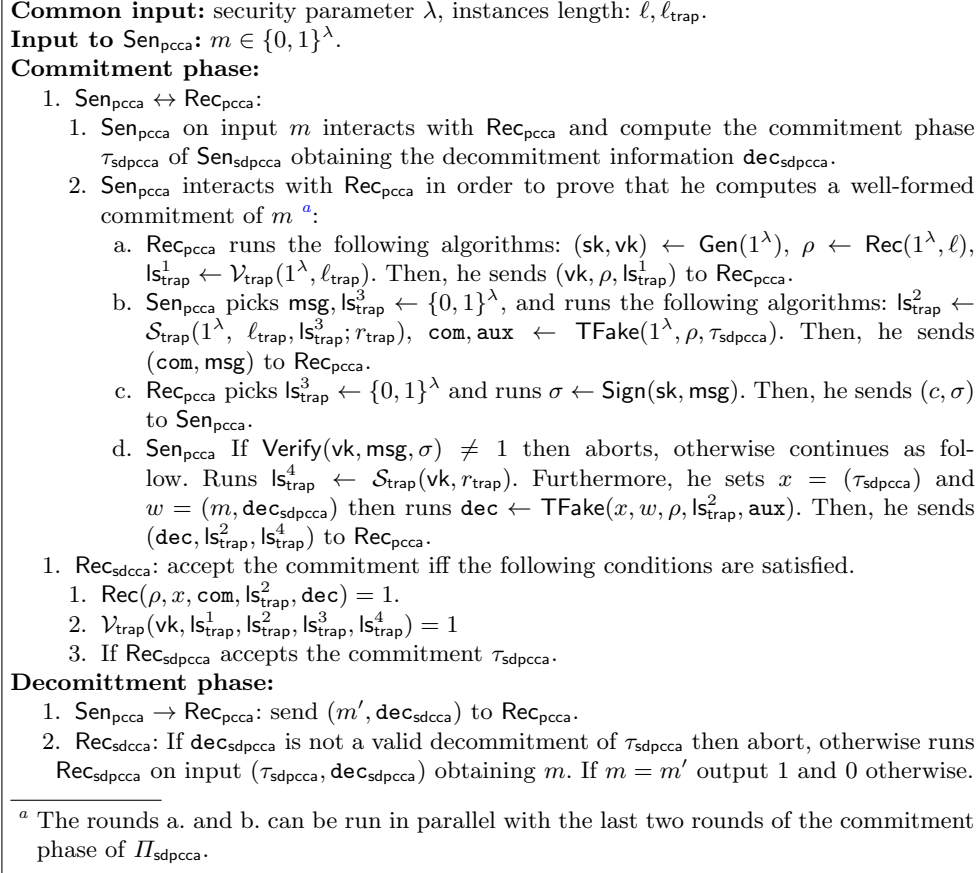 Common input: security parameter λ, instances length: ℓ, ℓ_trap.
Input to Sen_pcca: m ∈ {0, 1}^λ.
Commitment phase:
1. Sen_pcca ↔ Rec_pcca:
1. Sen_pcca on input m interacts with Rec_pcca and compute the commitment phase
τ_sdpcca of Sen_sdpcca obtaining the decommitment information dec_sdpcca.
2. Sen_pcca interacts with Rec_pcca in order to prove that he computes a well-formed
commitment of m ^a:
a. Rec_pcca runs the following algorithms: (sk, vk) ← Gen(1^λ), ρ ← Rec(1^λ, ℓ),
ls^1_trap ← V_trap(1^λ, ℓ_trap). Then, he sends (vk, ρ, ls^1_trap) to Rec_pcca.
b. Sen_pcca picks msg, ls^3_trap ← {0, 1}^λ, and runs the following algorithms: ls^2_trap ←
S_trap(1^λ, ℓ_trap, ls^3_trap; r_trap), com, aux ← TFake(1^λ, ρ, τ_sdpcca). Then, he sends
(com, msg) to Rec_pcca.
c. Rec_pcca picks ls^3_trap ← {0, 1}^λ and runs σ ← Sign(sk, msg). Then, he sends (c, σ)
to Sen_pcca.
d. Sen_pcca If Verify(vk, msg, σ) ≠ 1 then aborts, otherwise continues as fol-
low. Runs ls^4_trap ← S_trap(vk, r_trap). Furthermore, he sets x = (τ_sdpcca) and
w = (m, dec_sdpcca) then runs dec ← TFake(x, w, ρ, ls^2_trap, aux). Then, he sends
(dec, ls^2_trap, ls^4_trap) to Rec_pcca.
1. Rec_sdcca: accept the commitment iff the following conditions are satisfied.
1. Rec(ρ, x, com, ls^2_trap, dec) = 1.
2. V_trap(vk, ls^1_trap, ls^2_trap, ls^3_trap, ls^4_trap) = 1
3. If Rec_sdpcca accepts the commitment τ_sdpcca.
Decomittment phase:
1. Sen_pcca → Rec_pcca: send (m′, dec_sdcca) to Rec_pcca.
2. Rec_sdcca: If dec_sdpcca is not a valid decommitment of τ_sdpcca then abort, otherwise runs
Rec_sdpcca on input (τ_sdpcca, dec_sdpcca) obtaining m. If m = m′ output 1 and 0 otherwise.
^a The rounds a. and b. can be run in parallel with the last two rounds of the commitment
phase of Π_sdpcca.